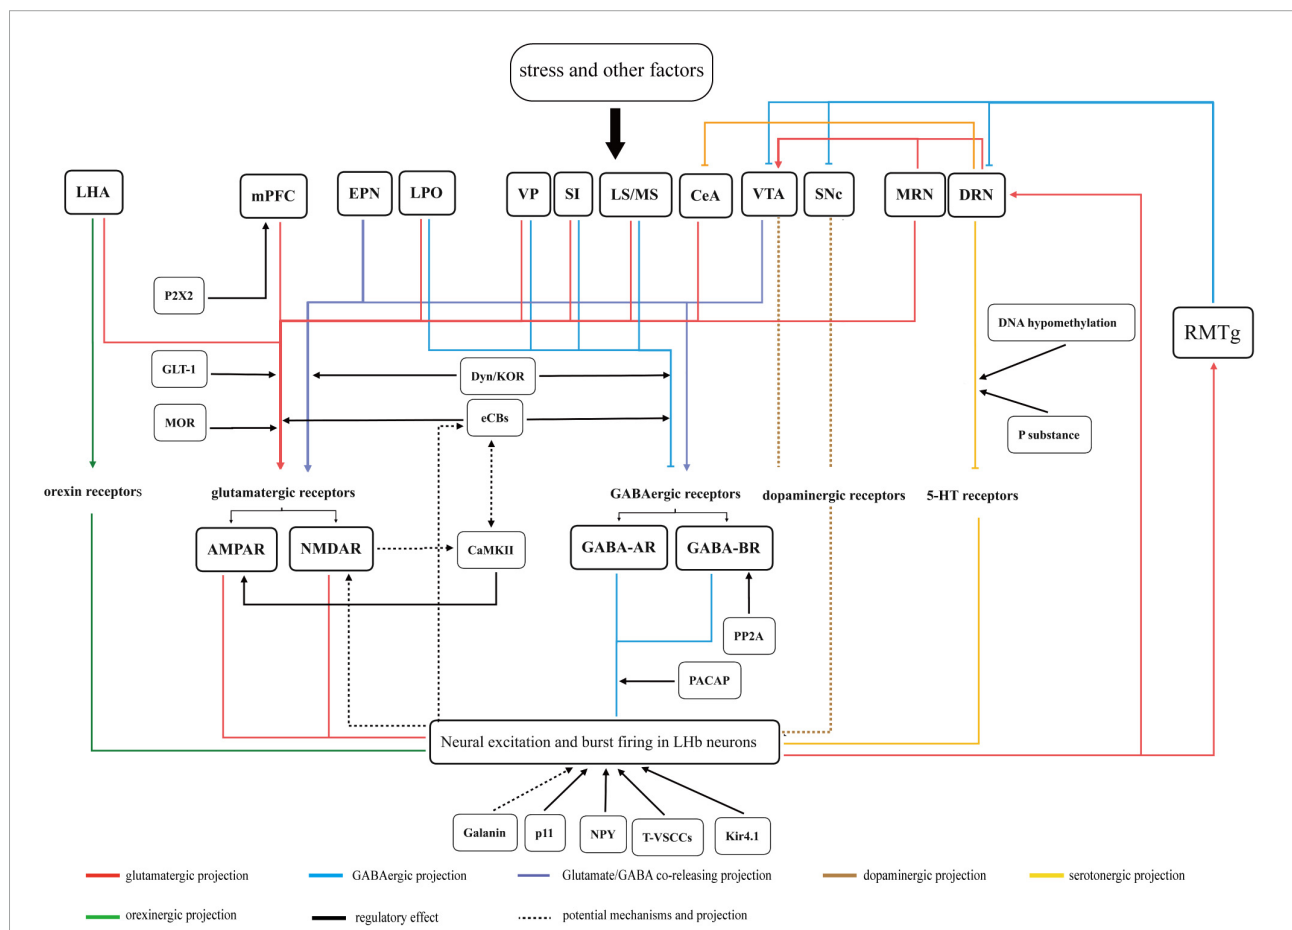 stress and other factors
LHA
mPFC
EPN
LPO
VP
SI
LS/MS
CeA
VTA
SNc
MRN
DRN
P2X2
DNA hypomethylation
RMTg
GLT-1
Dyn/KOR
MOR
eCBs
P substance
orexin receptors
glutamatergic receptors
GABAergic receptors
dopaminergic receptors
5-HT receptors
AMPAR
NMDAR
CaMKII
GABA-AR
GABA-BR
PP2A
PACAP
Neural excitation and burst firing in LHb neurons
Galanin
p11
NPY
T-VSCCs
Kir4.1
glutamatergic projection
GABAergic projection
Glutamate/GABA co-releasing projection
dopaminergic projection
serotonergic projection
orexinergic projection
regulatory effect
potential mechanisms and projection